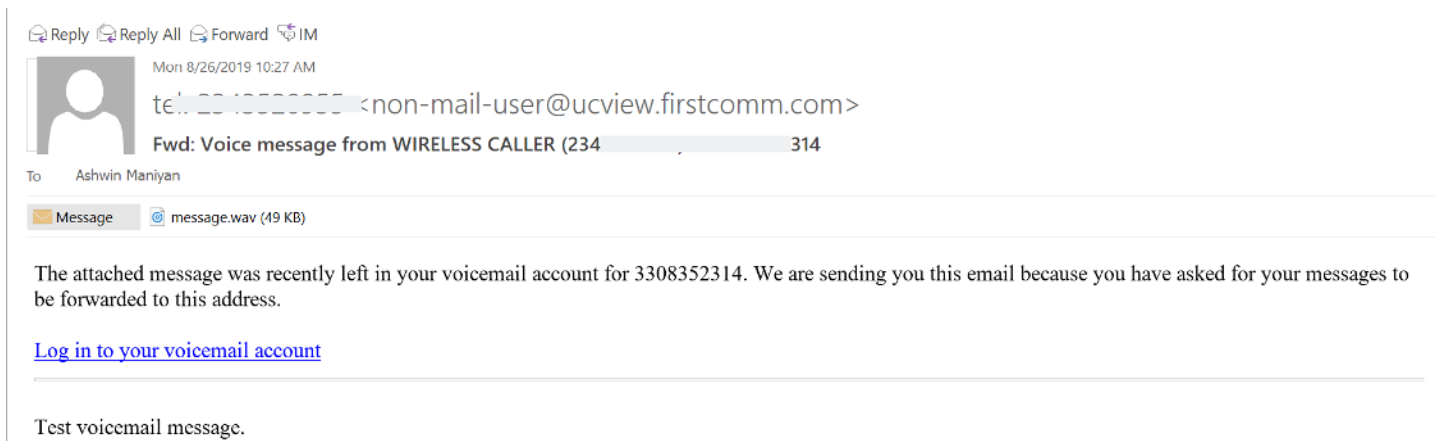 Reply Reply All Forward IM
Mon 8/26/2019 10:27 AM
<non-mail-user@ucview.firstcomm.com>
Fwd: Voice message from WIRELESS CALLER (234 314
To Ashwin Maniyan
Message message.wav (49 KB)
The attached message was recently left in your voicemail account for 3308352314. We are sending you this email because you have asked for your messages to
be forwarded to this address.
Log in to your voicemail account
Test voicemail message.